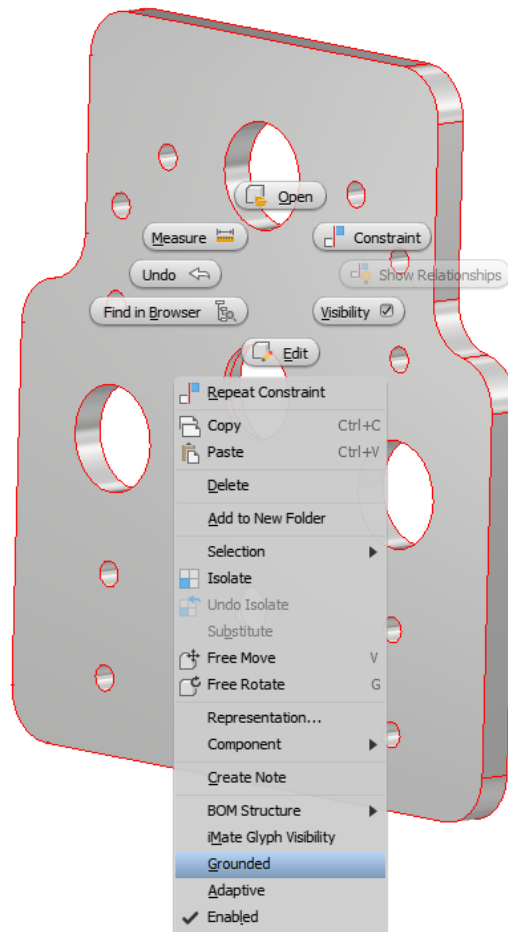 Open
Measure
Constraint
Undo
Show Relationships
Find in Browser
Visibility
Edit
Repeat Constraint
Copy Ctrl+C
Paste Ctrl+V
Delete
Add to New Folder
Selection
Isolate
Undo Isolate
Substitute
Free Move V
Free Rotate G
Representation...
Component
Create Note
BOM Structure
iMate Glyph Visibility
Grounded
Adaptive
Enabled